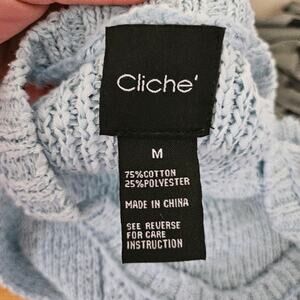 Cliche'
M
75%COTTON
25%POLYESTER
MADE IN CHINA
SEE REVERSE
FOR CARE
INSTRUCTION